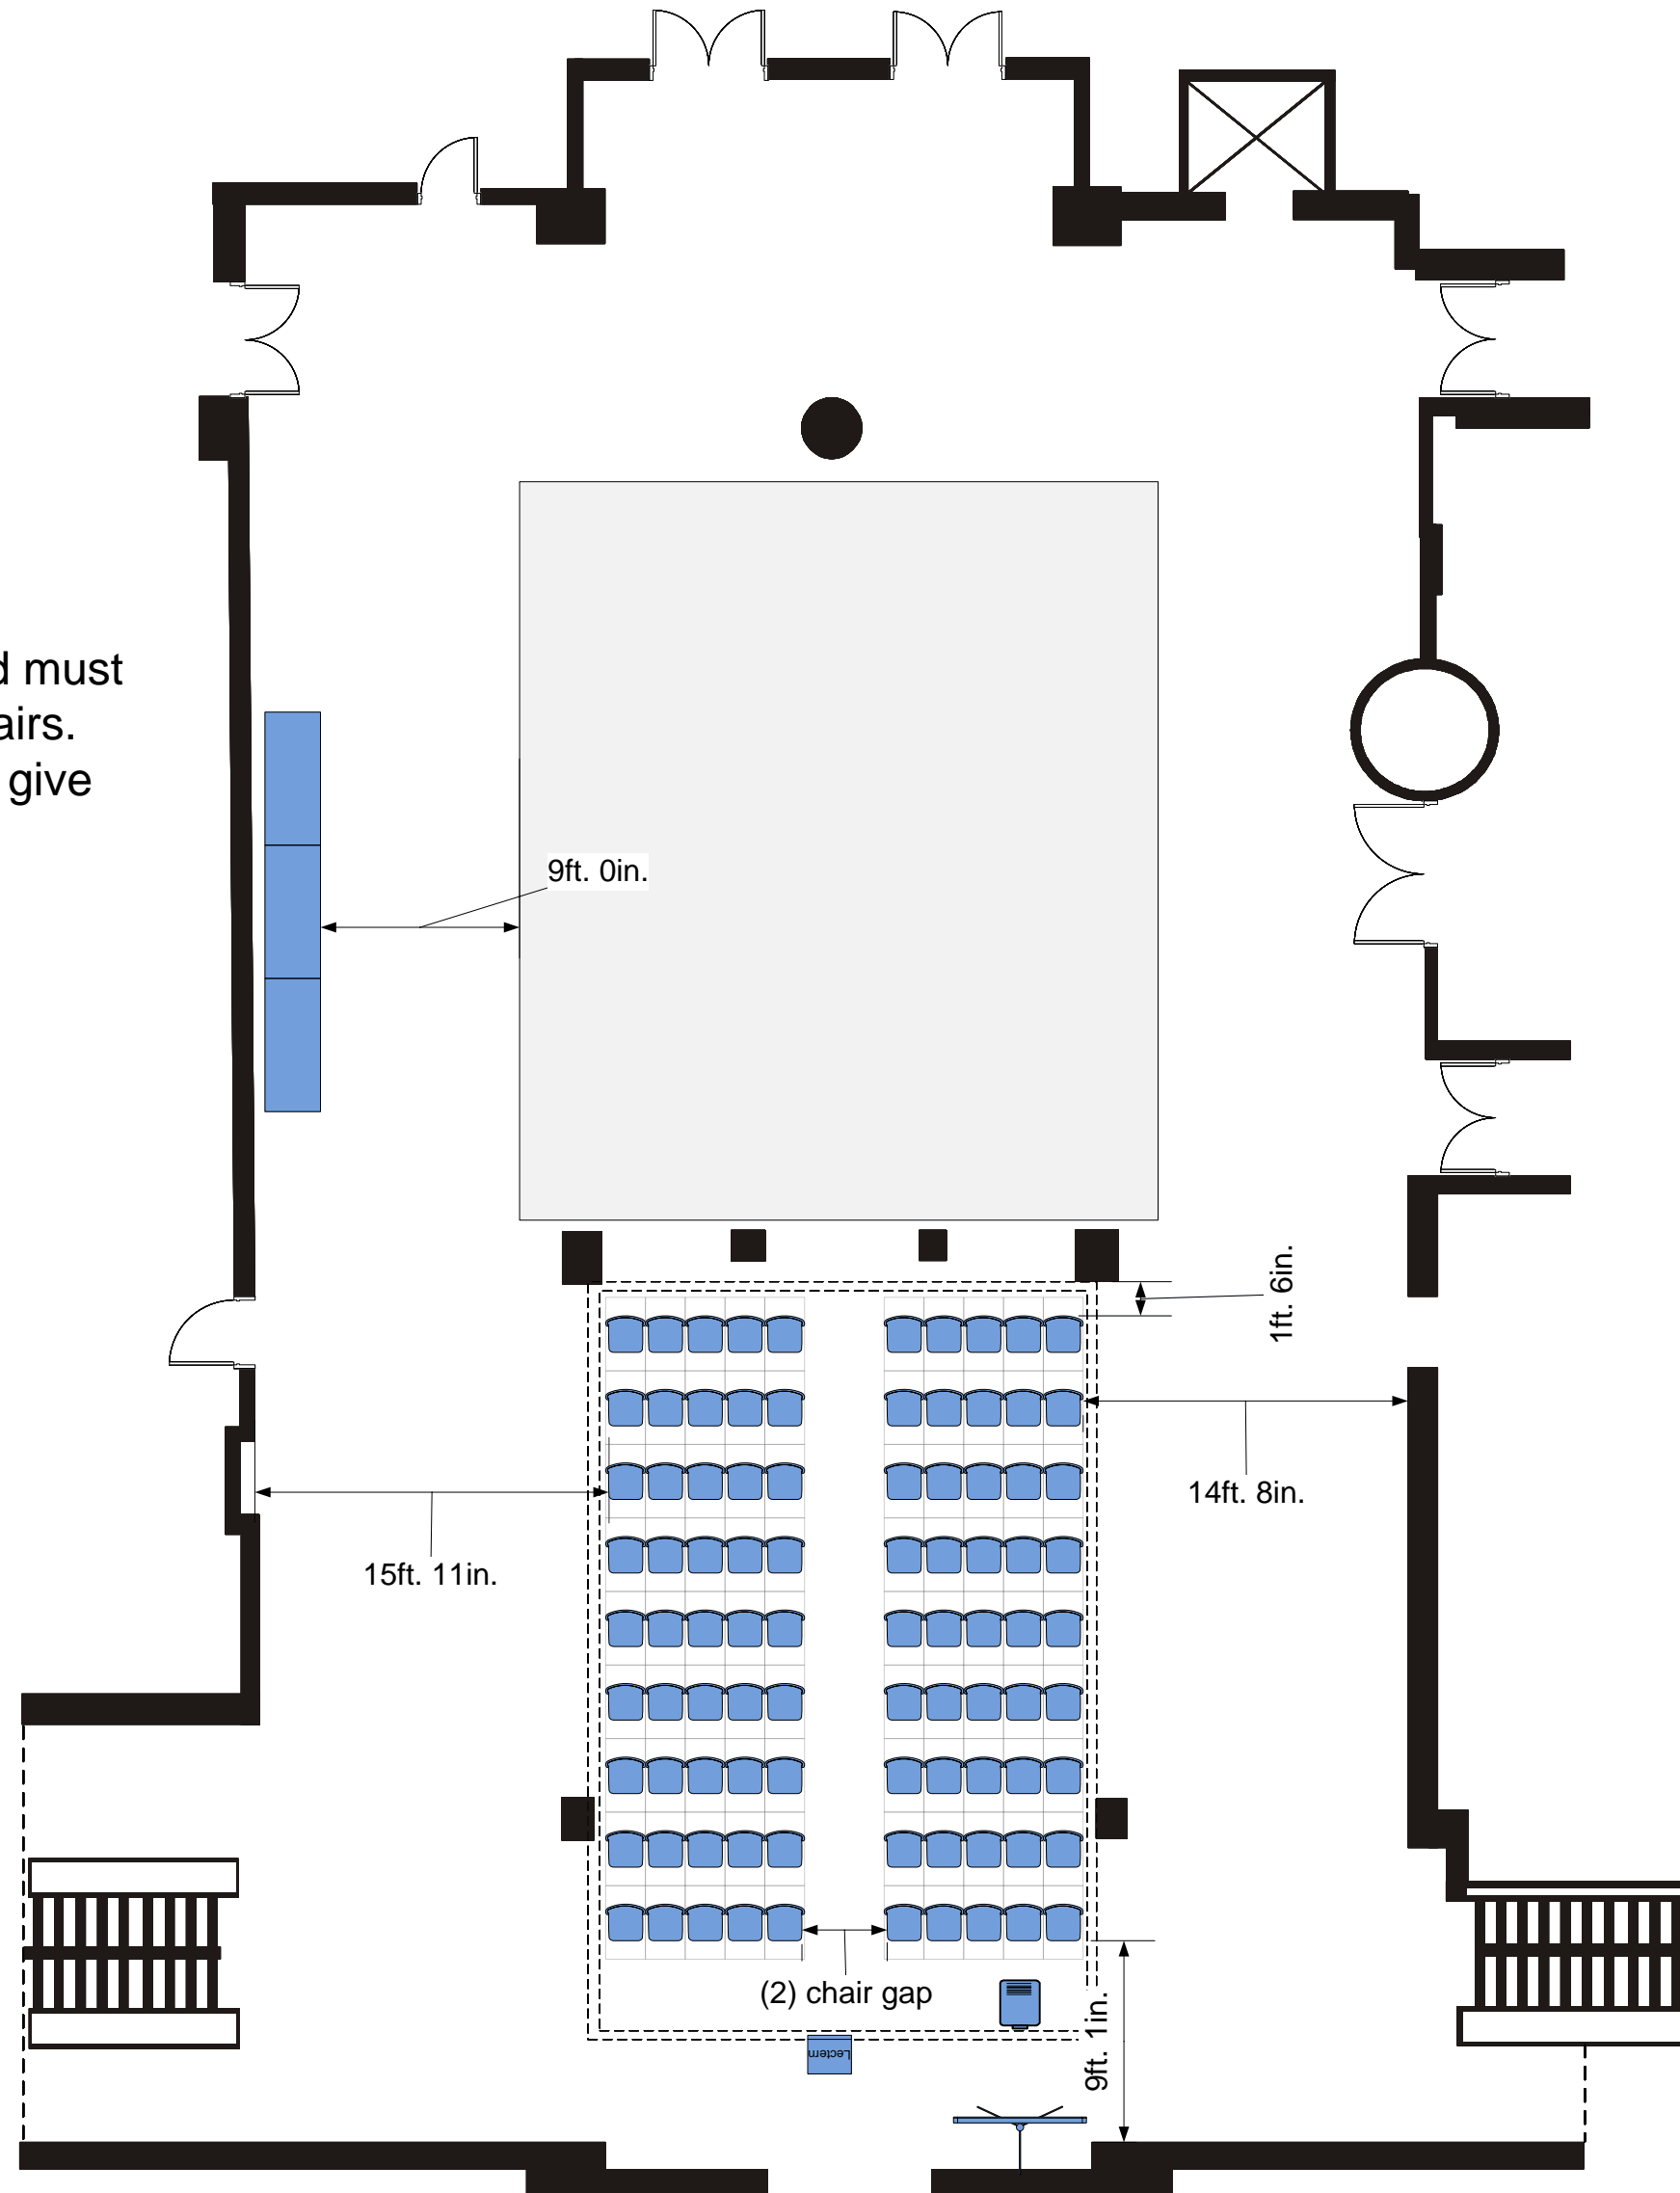 d must
airs.
give
9ft. 0in.
1ft. 6in.
14ft. 8in.
15ft. 11in.
(2) chair gap
9ft. 1in.
Lectern